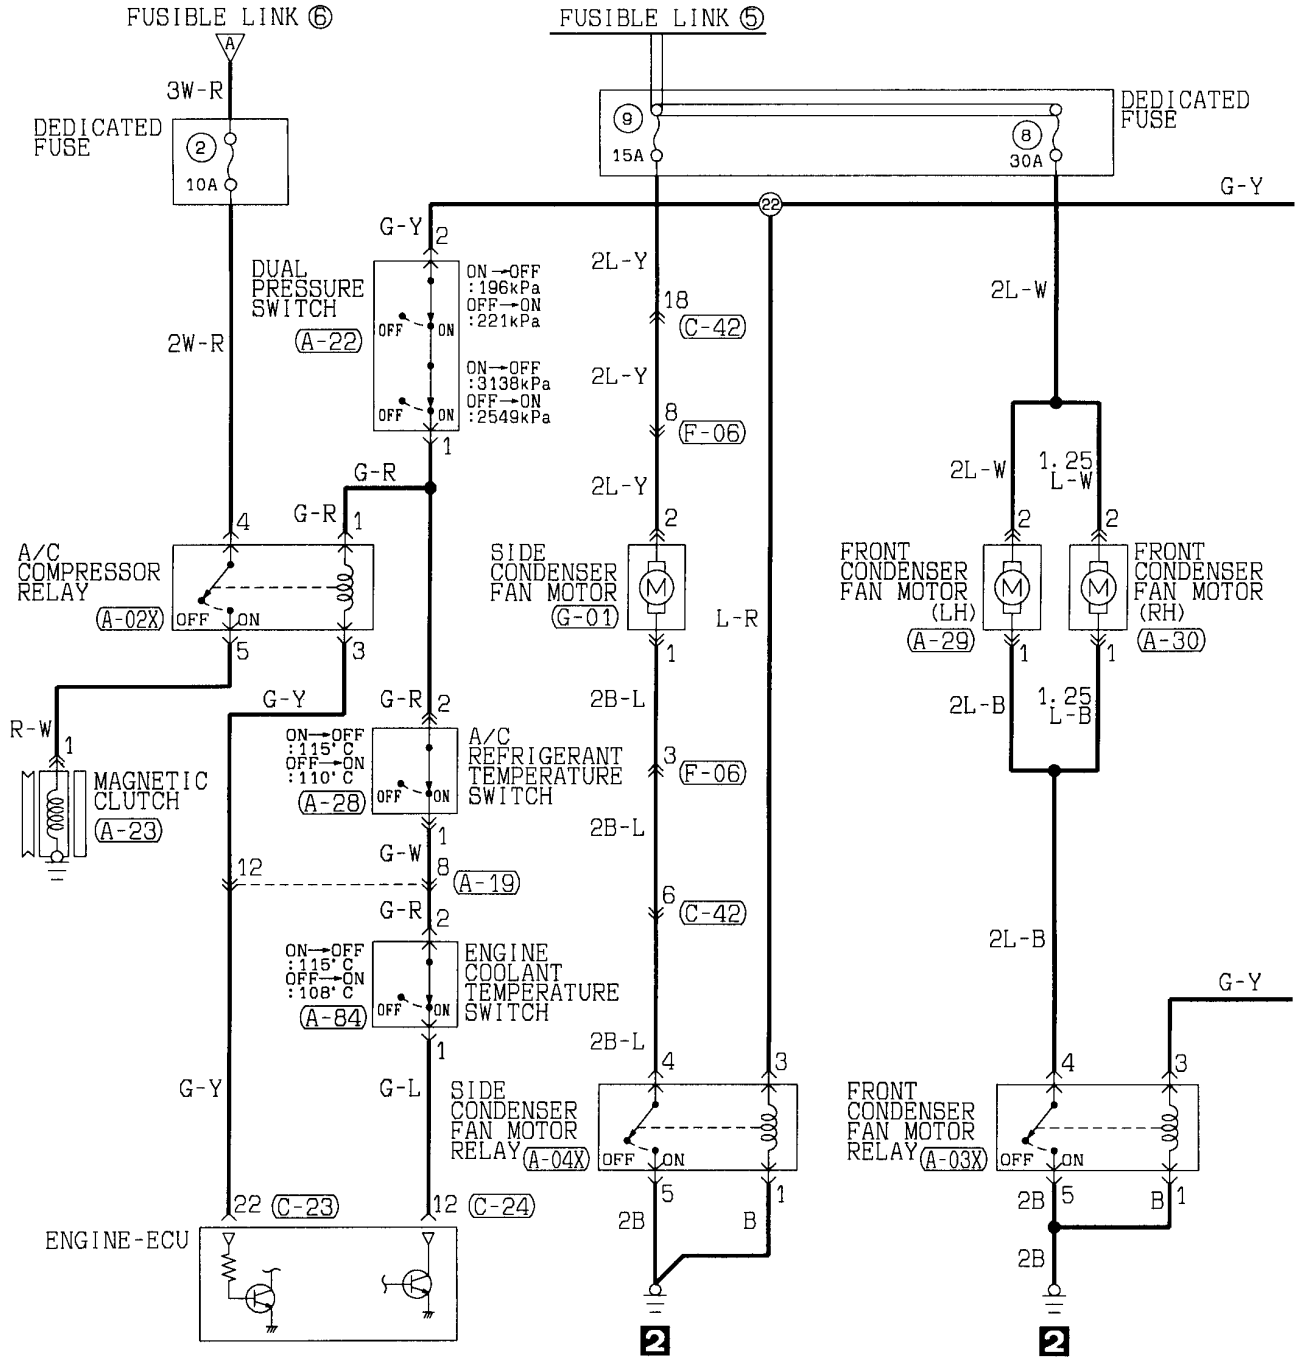 FUSIBLE LINK ⑥
A
3W-R
DEDICATED
FUSE
2
10A
FUSIBLE LINK ⑤
9
15A
8
30A
DEDICATED
FUSE
22
G-Y
G-Y
2
DUAL
PRESSURE
SWITCH
A-22
OFF
ON
OFF
ON
ON→OFF
:196kPa
OFF→ON
:221kPa
ON→OFF
:3138kPa
OFF→ON
:2549kPa
1
2W-R
G-R
G-R
4
1
A/C
COMPRESSOR
RELAY
A-02X
OFF
ON
5
3
R-W
1
MAGNETIC
CLUTCH
A-23
G-Y
G-R
2
ON→OFF
:115°C
OFF→ON
:110°C
A-28
OFF
ON
A/C
REFRIGERANT
TEMPERATURE
SWITCH
1
G-W
12
8
A-19
G-R
2
ON→OFF
:115°C
OFF→ON
:108°C
A-84
OFF
ON
ENGINE
COOLANT
TEMPERATURE
SWITCH
1
G-Y
G-L
22
C-23
12
C-24
ENGINE-ECU
2L-Y
18
C-42
2L-Y
8
F-06
2L-Y
2
SIDE
CONDENSER
FAN MOTOR
G-01
M
1
2B-L
3
F-06
2B-L
6
C-42
2B-L
L-R
4
3
SIDE
CONDENSER
FAN MOTOR
RELAY
A-04X
OFF
ON
5
1
2B
B
2
2L-W
2L-W
1.25
L-W
2
2
FRONT
CONDENSER
FAN MOTOR
(LH)
A-29
M
M
FRONT
CONDENSER
FAN MOTOR
(RH)
A-30
1
1
2L-B
1.25
L-B
2L-B
G-Y
4
3
FRONT
CONDENSER
FAN MOTOR
RELAY
A-03X
OFF
ON
5
1
2B
B
2B
2